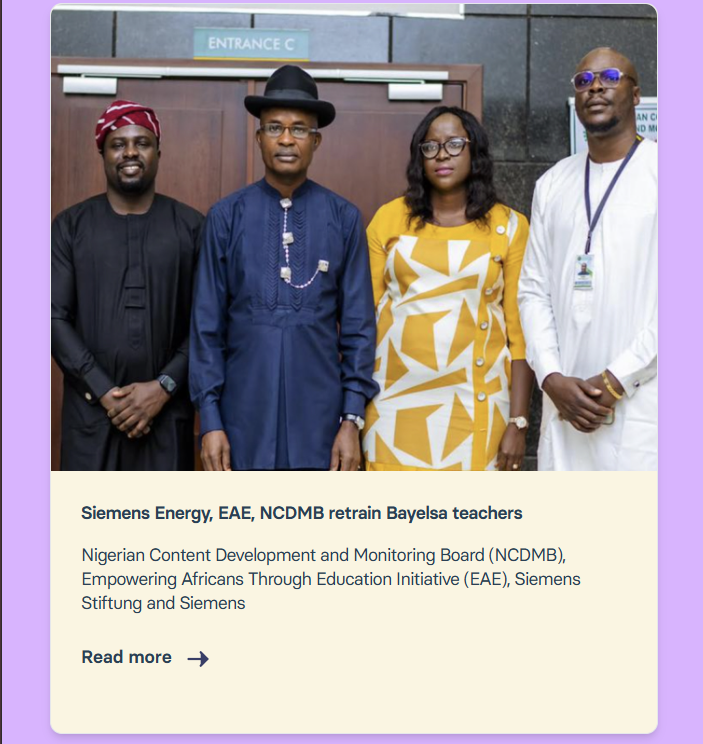 ENTRANCE C
Siemens Energy, EAE, NCDMB retrain Bayelsa teachers
Nigerian Content Development and Monitoring Board (NCDMB),
Empowering Africans Through Education Initiative (EAE), Siemens
Stiftung and Siemens
Read more